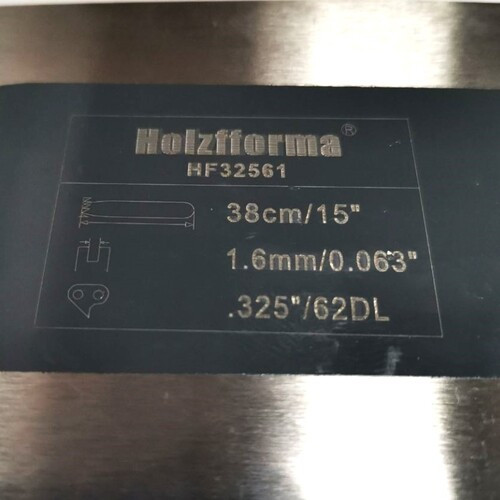 Holzfforma®
HF32561
38cm/15"
1.6mm/0.063"
.325"/62DL